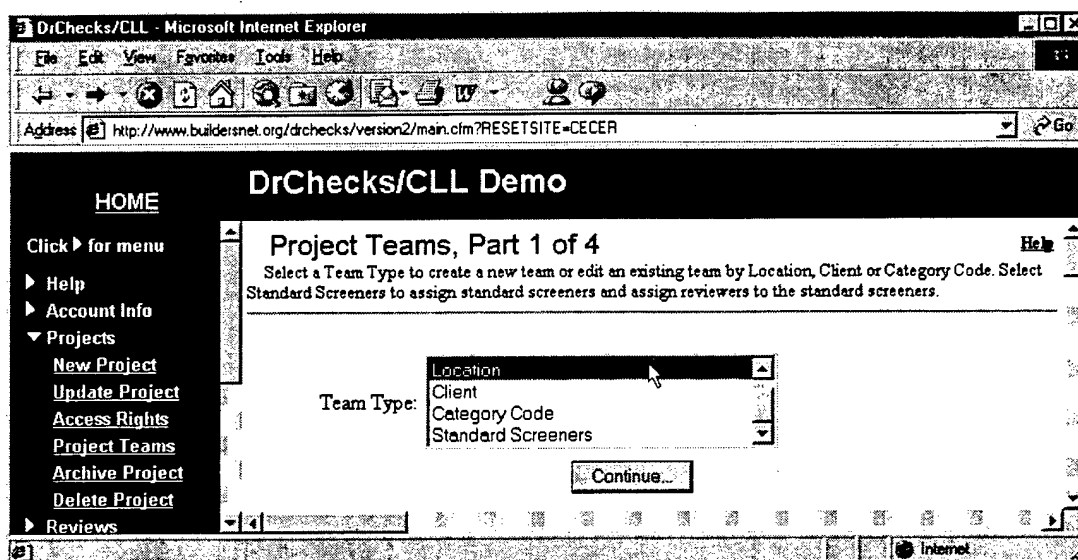 DrChecks/CLL - Microsoft Internet Explorer
File Edit View Favorites Tools Help
Address http://www.buildersnet.org/drchecks/version2/main.cfm?RESETSITE=CECER Go
HOME
DrChecks/CLL Demo
Click for menu
Help
Account Info
Projects
New Project
Update Project
Access Rights
Project Teams
Archive Project
Delete Project
Reviews
Project Teams, Part 1 of 4
Help
Select a Team Type to create a new team or edit an existing team by Location, Client or Category Code. Select
Standard Screeners to assign standard screeners and assign reviewers to the standard screeners.
Team Type:
Location
Client
Category Code
Standard Screeners
Continue...
Internet